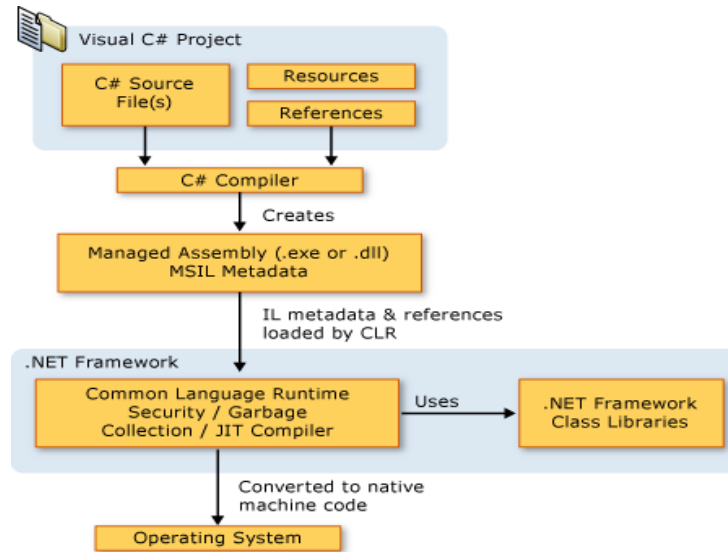 Visual C# Project
C# Source
File(s)
Resources
References
C# Compiler
Creates
Managed Assembly (.exe or .dll)
MSIL Metadata
IL metadata & references
loaded by CLR
.NET Framework
Common Language Runtime
Security / Garbage
Collection / JIT Compiler
Uses
.NET Framework
Class Libraries
Converted to native
machine code
Operating System